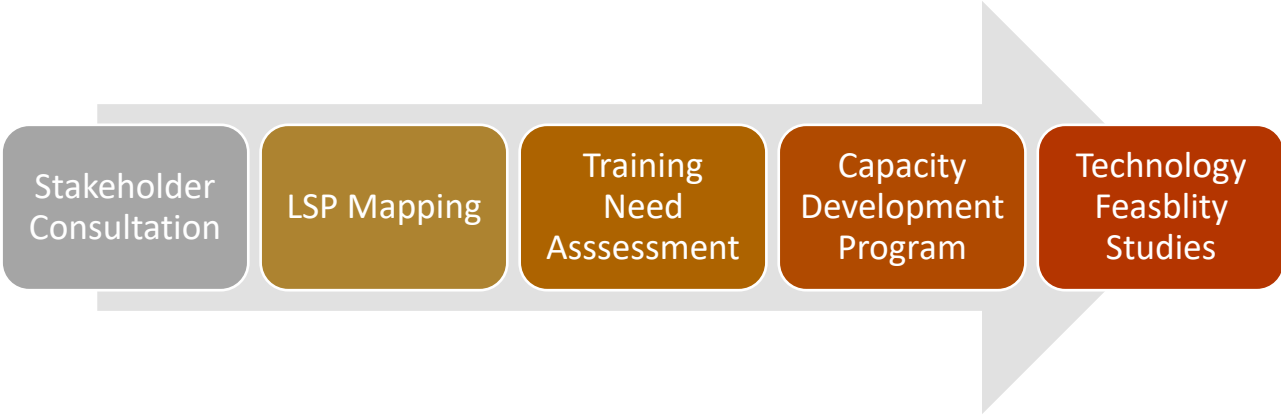 Stakeholder
Consultation
LSP Mapping
Training
Need
Asssessment
Capacity
Development
Program
Technology
Feasblity
Studies